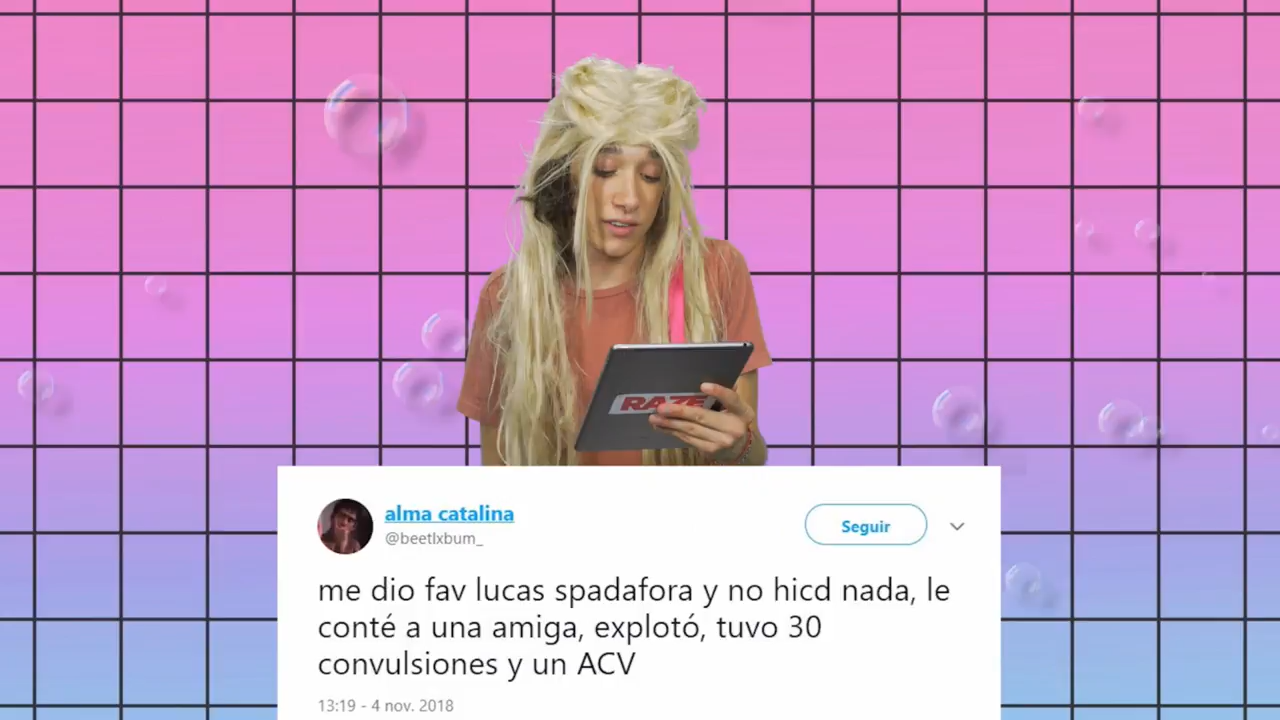 RAZE
alma catalina
@beetlxbum_
Seguir
me dio fav lucas spadafora y no hicd nada, le
conté a una amiga, explotó, tuvo 30
convulsiones y un ACV
13:19 - 4 nov. 2018